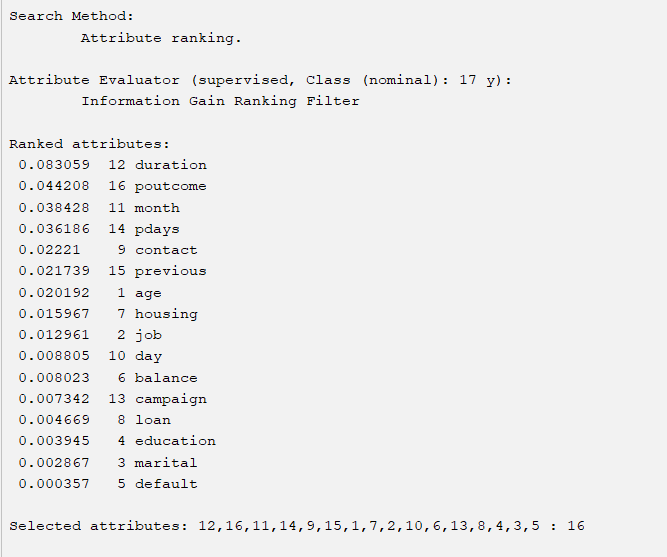 Search Method:
Attribute ranking.
Attribute Evaluator (supervised, Class (nominal): 17 y):
Information Gain Ranking Filter
Ranked attributes:
0.083059 12 duration
0.044208 16 poutcome
0.038428 11 month
0.036186 14 pdays
0.02221 9 contact
0.021739 15 previous
0.020192 1 age
0.015967 7 housing
0.012961 2 job
0.008805 10 day
0.008023 6 balance
0.007342 13 campaign
0.004669 8 loan
0.003945 4 education
0.002867 3 marital
0.000357 5 default
Selected attributes: 12,16,11,14,9,15,1,7,2,10,6,13,8,4,3,5 : 16